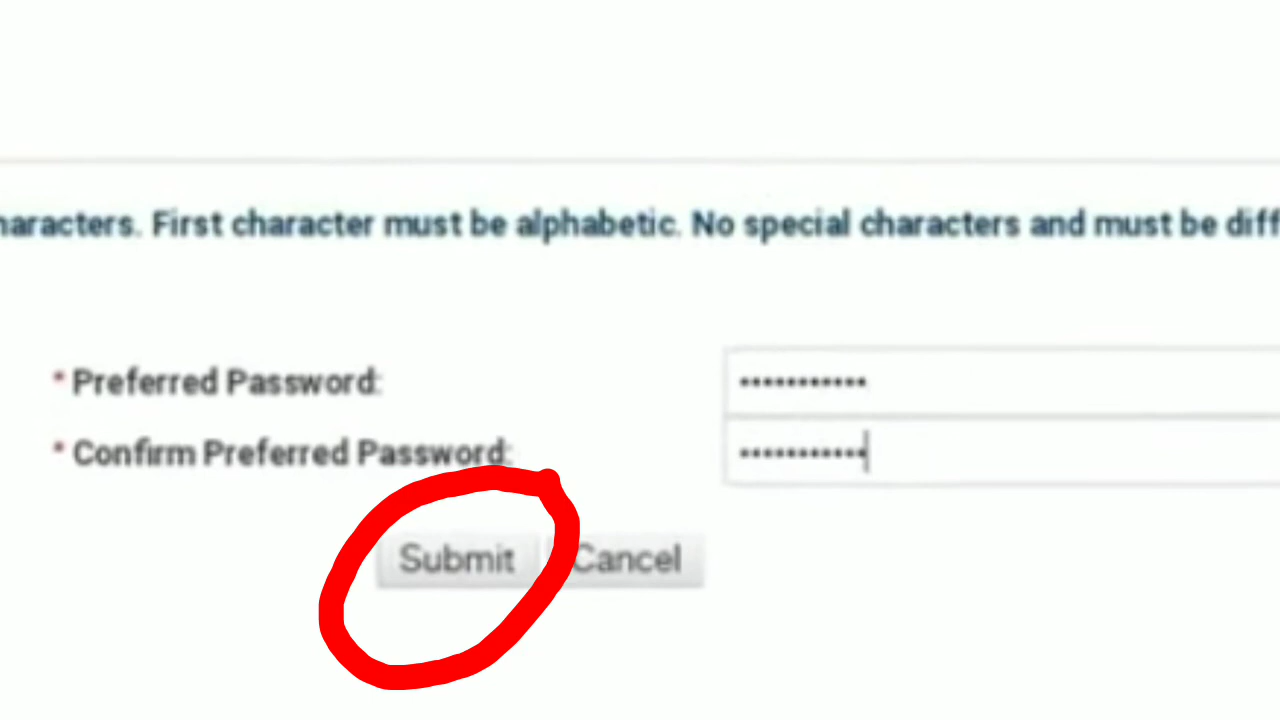 haracters. First character must be alphabetic. No special characters and must be diff
* Preferred Password: •••••••••••
* Confirm Preferred Password: •••••••••••
Submit Cancel